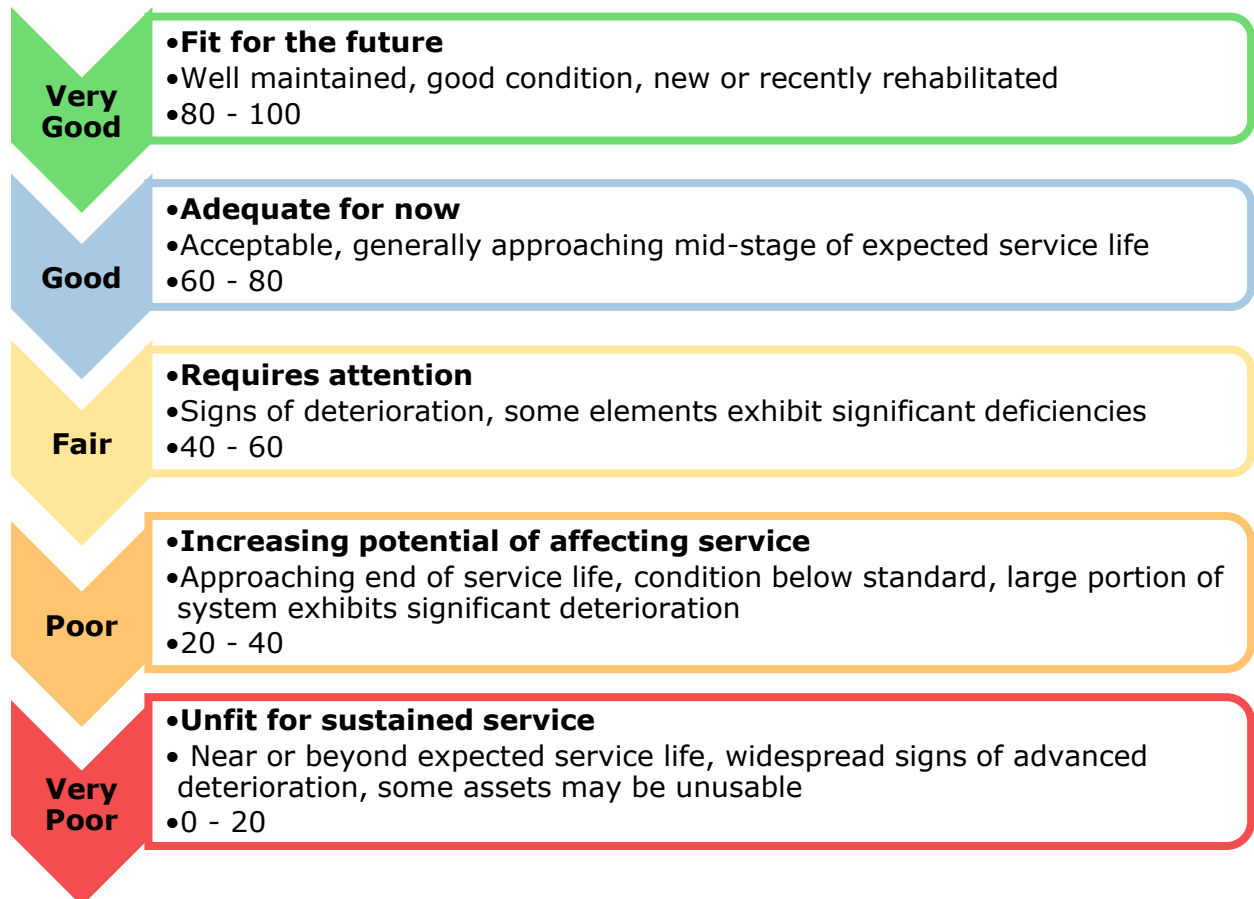 Very
Good
•Fit for the future
•Well maintained, good condition, new or recently rehabilitated
•80 - 100
Good
•Adequate for now
•Acceptable, generally approaching mid-stage of expected service life
•60 - 80
Fair
•Requires attention
•Signs of deterioration, some elements exhibit significant deficiencies
•40 - 60
Poor
•Increasing potential of affecting service
•Approaching end of service life, condition below standard, large portion of
system exhibits significant deterioration
•20 - 40
Very
Poor
•Unfit for sustained service
• Near or beyond expected service life, widespread signs of advanced
deterioration, some assets may be unusable
•0 - 20